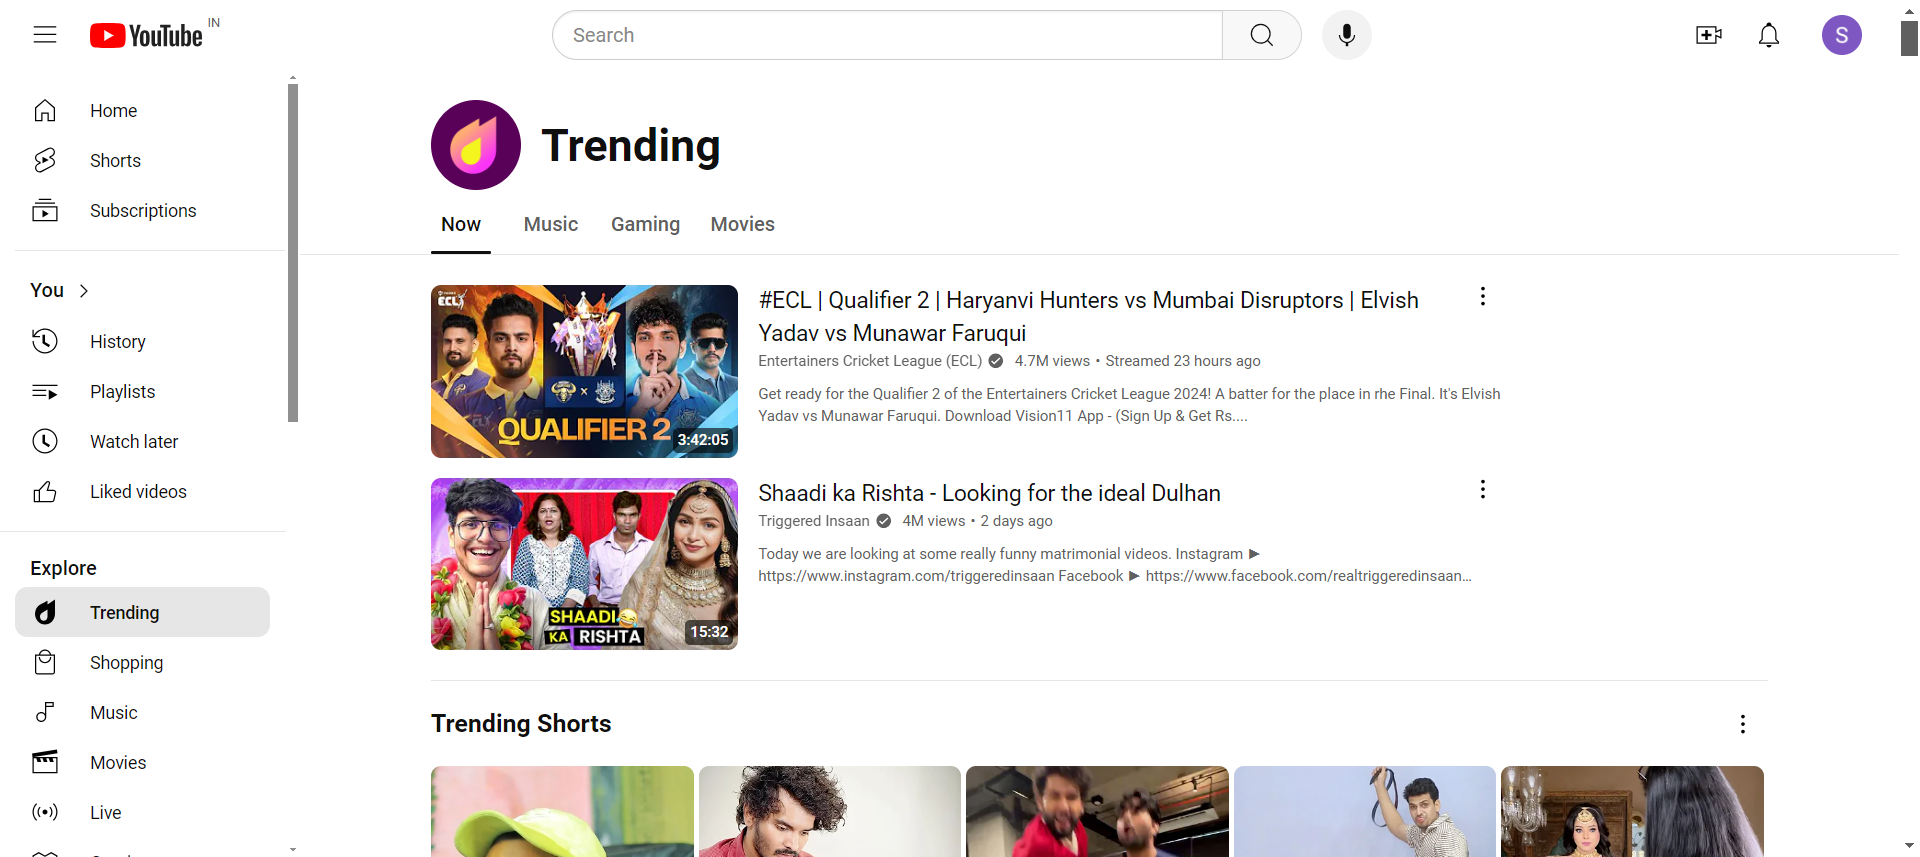 YouTube IN
Search
S
Home
Shorts
Subscriptions
You
History
Playlists
Watch later
Liked videos
Explore
Trending
Shopping
Music
Movies
Live
Trending
Now Music Gaming Movies
ECL
QUALIFIER 2
3:42:05
#ECL | Qualifier 2 | Haryanvi Hunters vs Mumbai Disruptors | Elvish
Yadav vs Munawar Faruqui
Entertainers Cricket League (ECL) 4.7M views • Streamed 23 hours ago
Get ready for the Qualifier 2 of the Entertainers Cricket League 2024! A batter for the place in rhe Final. It's Elvish
Yadav vs Munawar Faruqui. Download Vision11 App - (Sign Up & Get Rs....
SHAADI
KA RISHTA
15:32
Shaadi ka Rishta - Looking for the ideal Dulhan
Triggered Insaan 4M views • 2 days ago
Today we are looking at some really funny matrimonial videos. Instagram ►
https://www.instagram.com/triggeredinsaan Facebook ► https://www.facebook.com/realtriggeredinsaan...
Trending Shorts